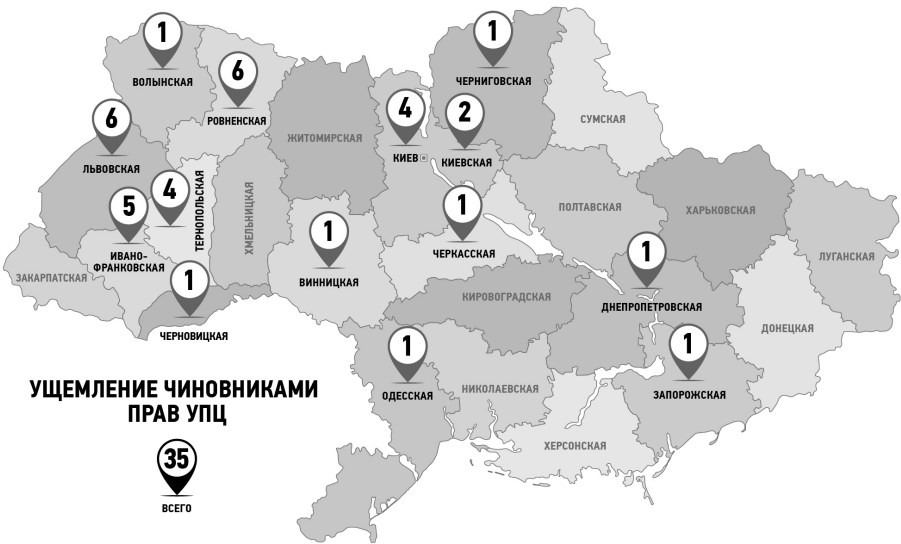 1
ВОЛЫНСКАЯ
6
РОВНЕНСКАЯ
1
ЧЕРНИГОВСКАЯ
СУМСКАЯ
ЖИТОМИРСКАЯ
4
КИЕВ
2
КИЕВСКАЯ
6
ЛЬВОВСКАЯ
5
ИВАНО-
ФРАНКОВСКАЯ
4
ТЕРНОПОЛЬСКАЯ
ХМЕЛЬНИЦКАЯ
1
ВИННИЦКАЯ
1
ЧЕРКАССКАЯ
ПОЛТАВСКАЯ
ХАРЬКОВСКАЯ
ЛУГАНСКАЯ
ЗАКАРПАТСКАЯ
1
ЧЕРНОВИЦКАЯ
КИРОВОГРАДСКАЯ
1
ДНЕПРОПЕТРОВСКАЯ
ДОНЕЦКАЯ
1
ОДЕССКАЯ
НИКОЛАЕВСКАЯ
1
ЗАПОРОЖСКАЯ
ХЕРСОНСКАЯ
УЩЕМЛЕНИЕ ЧИНОВНИКАМИ
ПРАВ УПЦ
35
ВСЕГО